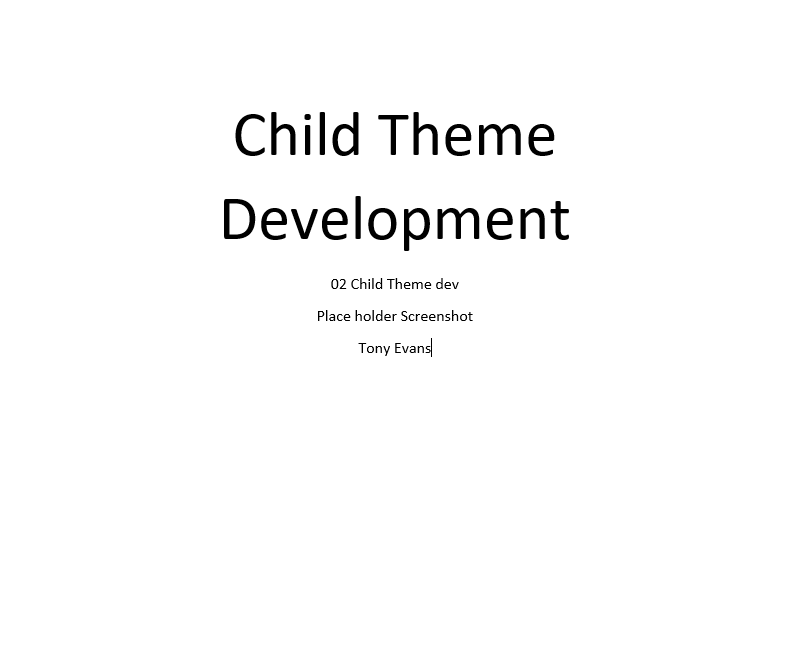 Child Theme
Development
02 Child Theme dev
Place holder Screenshot
Tony Evans